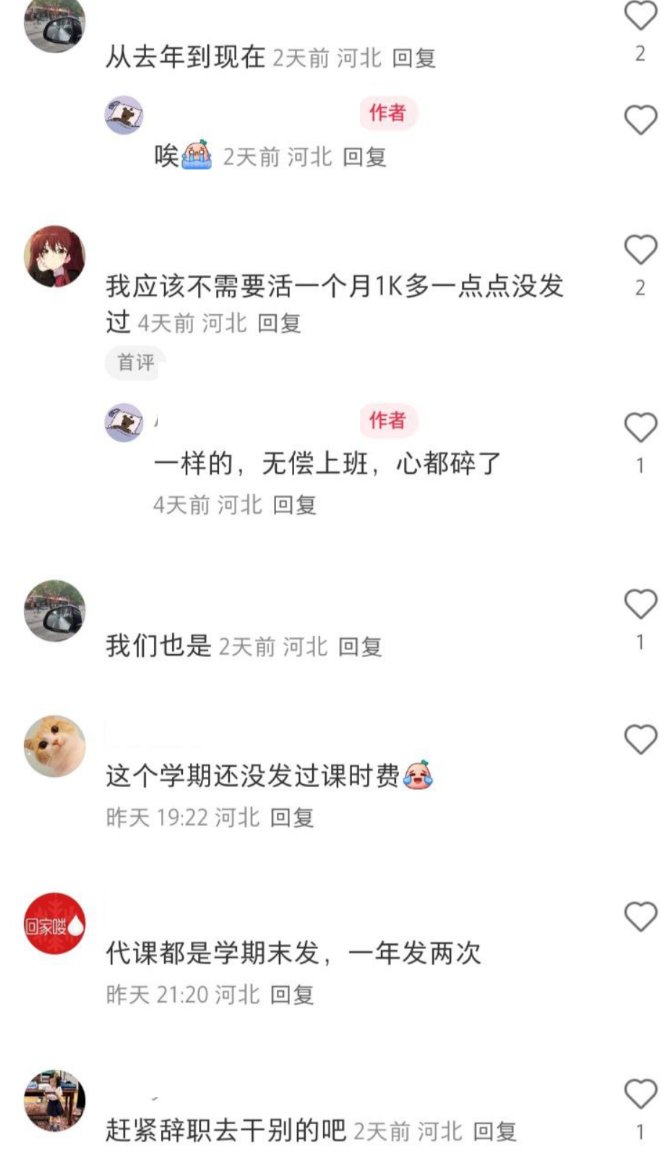 从去年到现在 2天前 河北 回复
2
作者
唉 2天前 河北 回复
我应该不需要活一个月1K多一点点没发
过 4天前 河北 回复
2
首评
作者
一样的，无偿上班，心都碎了
4天前 河北 回复
1
我们也是 2天前 河北 回复
1
这个学期还没发过课时费
昨天 19:22 河北 回复
回家喽
代课都是学期末发，一年发两次
昨天 21:20 河北 回复
赶紧辞职去干别的吧 2天前 河北 回复
1